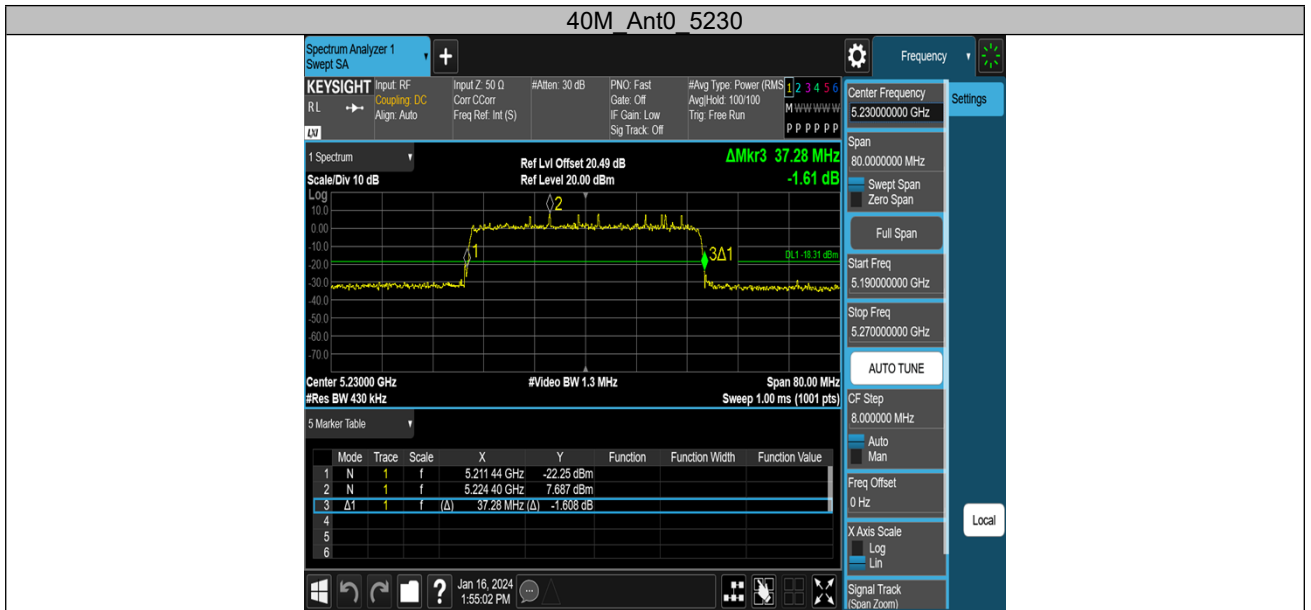 40M_Ant0_5230
Spectrum Analyzer 1
Swept SA
+
Frequency
KEYSIGHT
R L
LXI
Input: RF
Coupling: DC
Align: Auto
Input Z: 50 Ω
Corr CCorr
Freq Ref: Int (S)
#Atten: 30 dB
PNO: Fast
Gate: Off
IF Gain: Low
Sig Track: Off
#Avg Type: Power (RMS
Avg|Hold: 100/100
Trig: Free Run
1 2 3 4 5 6
M W W W W W
P P P P P P
1 Spectrum
Scale/Div 10 dB
Ref Lvl Offset 20.49 dB
Ref Level 20.00 dBm
ΔMkr3 37.28 MHz
-1.61 dB
Log
10.0
0.00
-10.0
-20.0
-30.0
-40.0
-50.0
-60.0
-70.0
2
1
3Δ1
DL1 -18.31 dBm
Center 5.23000 GHz
#Video BW 1.3 MHz
Span 80.00 MHz
#Res BW 430 kHz
Sweep 1.00 ms (1001 pts)
5 Marker Table
Mode Trace Scale X Y Function Function Width Function Value
1 N 1 f 5.211 44 GHz -22.25 dBm
2 N 1 f 5.224 40 GHz 7.687 dBm
3 Δ1 1 f (Δ) 37.28 MHz (Δ) -1.608 dB
4
5
6
?
Jan 16, 2024
1:55:02 PM
Center Frequency
5.230000000 GHz
Settings
Span
80.0000000 MHz
Swept Span
Zero Span
Full Span
Start Freq
5.190000000 GHz
Stop Freq
5.270000000 GHz
AUTO TUNE
CF Step
8.000000 MHz
Auto
Man
Freq Offset
0 Hz
Local
X Axis Scale
Log
Lin
Signal Track
(Span Zoom)